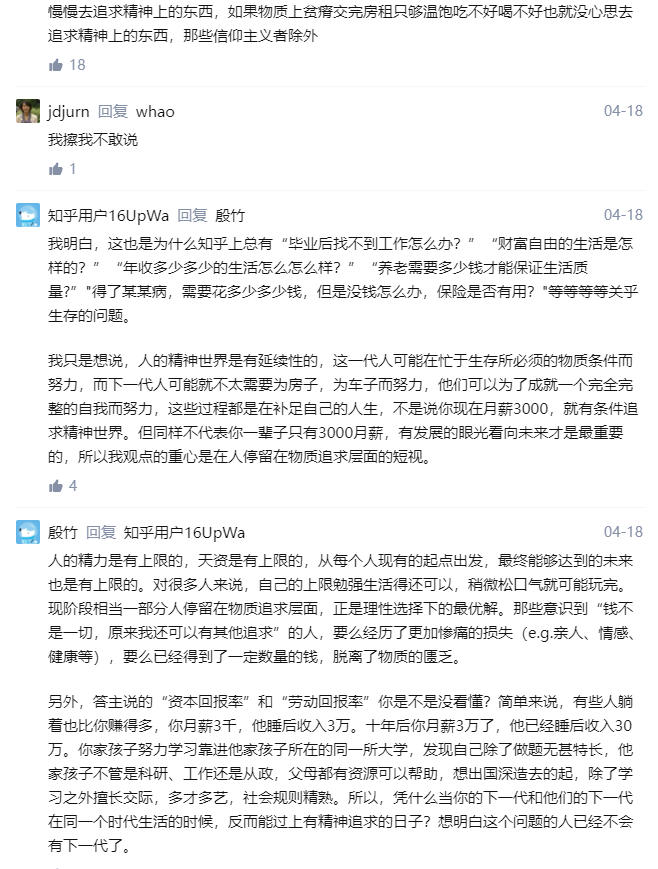 慢慢去追求精神上的东西，如果物质上贫瘠交完房租只够温饱吃不好喝不好也就没心思去
追求精神上的东西，那些信仰主义者除外
18
jdjurn 回复 whao 04-18
我擦我不敢说
1
知乎用户16UpWa 回复 殷竹 04-18
我明白，这也是为什么知乎上总有“毕业后找不到工作怎么办？” “财富自由的生活是怎
样的？” “年收多少多少的生活怎么怎么样？” “养老需要多少钱才能保证生活质
量?” "得了某某病，需要花多少多少钱，但是没钱怎么办，保险是否有用？"等等等等关乎
生存的问题。
我只是想说，人的精神世界是有延续性的，这一代人可能在忙于生存所必须的物质条件而
努力，而下一代人可能就不太需要为房子，为车子而努力，他们可以为了成就一个完全完
整的自我而努力，这些过程都是在补足自己的人生，不是说你现在月薪3000，就有条件追
求精神世界。但同样不代表你一辈子只有3000月薪，有发展的眼光看向未来才是最重要
的，所以我观点的重心是在人停留在物质追求层面的短视。
4
殷竹 回复 知乎用户16UpWa 04-18
人的精力是有上限的，天资是有上限的，从每个人现有的起点出发，最终能够达到的未来
也是有上限的。对很多人来说，自己的上限勉强生活得还可以，稍微松口气就可能玩完。
现阶段相当一部分人停留在物质追求层面，正是理性选择下的最优解。那些意识到“钱不
是一切，原来我还可以有其他追求”的人，要么经历了更加惨痛的损失（e.g.亲人、情感、
健康等），要么已经得到了一定数量的钱，脱离了物质的匮乏。
另外，答主说的“资本回报率”和“劳动回报率”你是不是没看懂？简单来说，有些人躺
着也比你赚得多，你月薪3千，他睡后收入3万。十年后你月薪3万了，他已经睡后收入30
万。你家孩子努力学习靠进他家孩子所在的同一所大学，发现自己除了做题无甚特长，他
家孩子不管是科研、工作还是从政，父母都有资源可以帮助，想出国深造去的起，除了学
习之外擅长交际，多才多艺，社会规则精熟。所以，凭什么当你的下一代和他们的下一代
在同一个时代生活的时候，反而能过上有精神追求的日子？想明白这个问题的人已经不会
有下一代了。